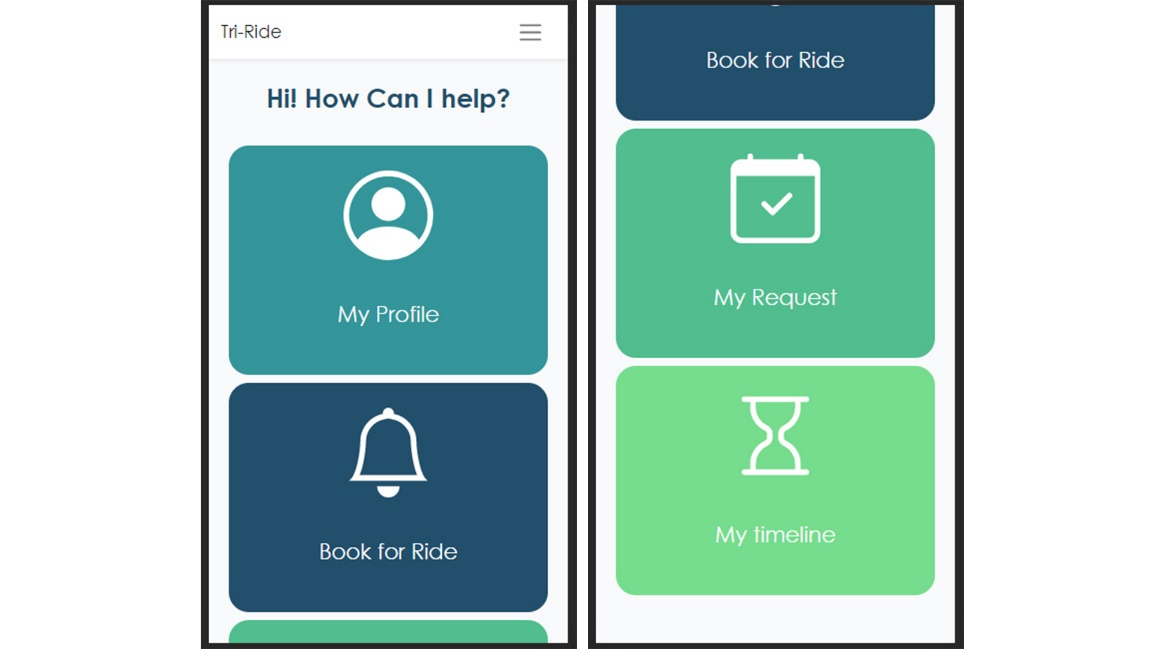 Tri-Ride
Hi! How Can I help?
My Profile
Book for Ride
Book for Ride
My Request
My timeline